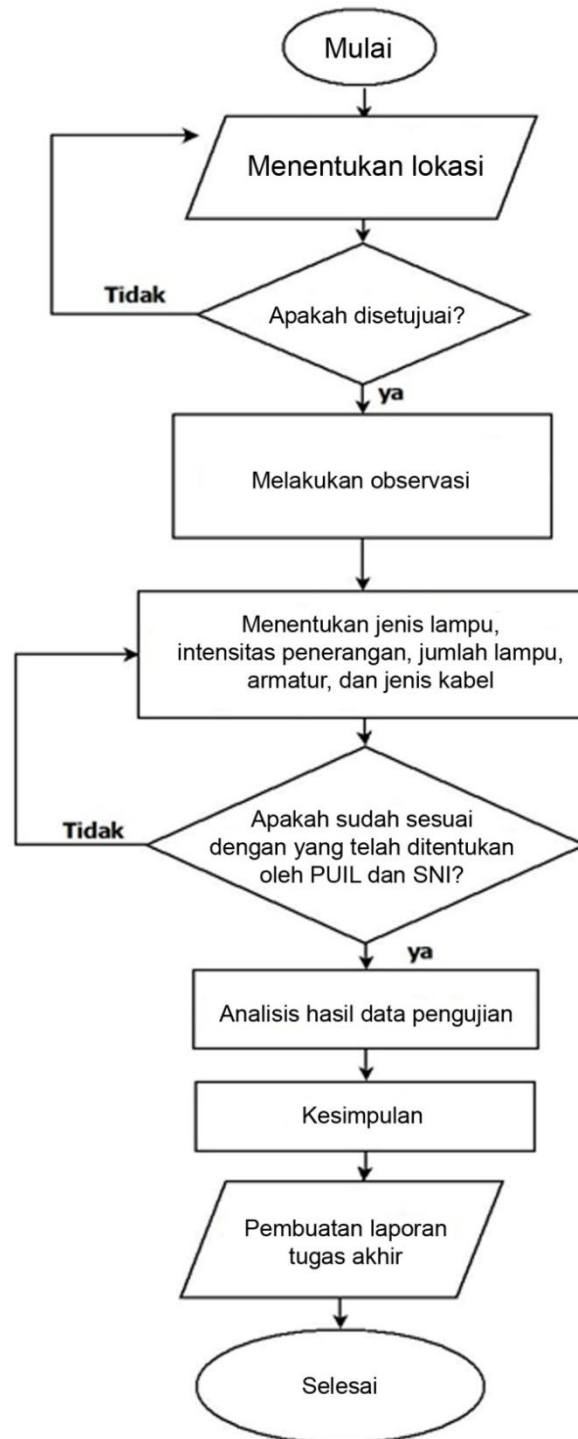 Mulai
Menentukan lokasi
Tidak
Apakah disetujuai?
ya
Melakukan observasi
Menentukan jenis lampu,
intensitas penerangan, jumlah lampu,
armatur, dan jenis kabel
Tidak
Apakah sudah sesuai
dengan yang telah ditentukan
oleh PUIL dan SNI?
ya
Analisis hasil data pengujian
Kesimpulan
Pembuatan laporan
tugas akhir
Selesai